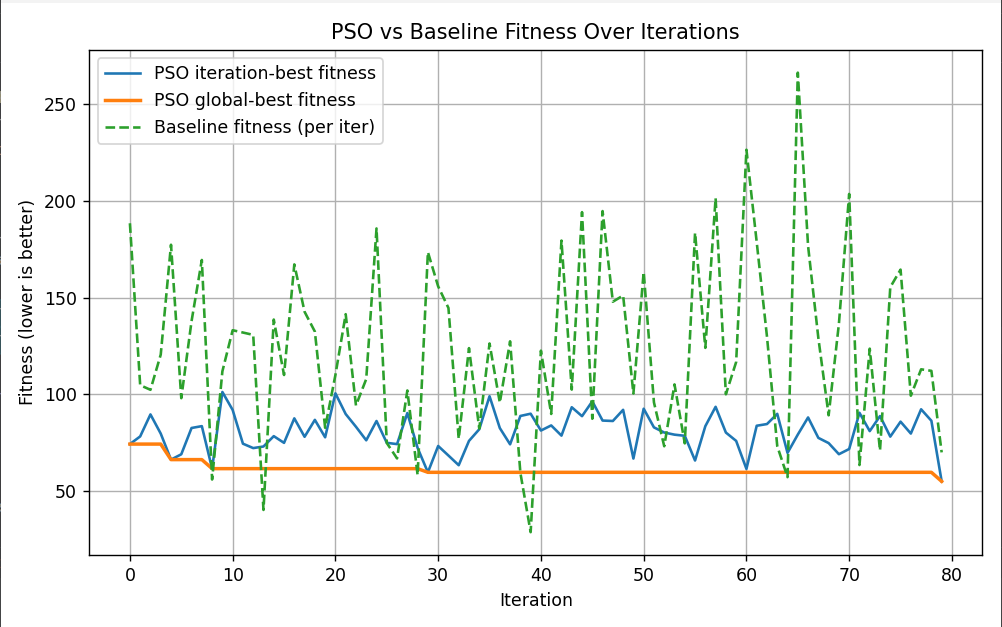 PSO vs Baseline Fitness Over Iterations
PSO iteration-best fitness
PSO global-best fitness
Baseline fitness (per iter)
Fitness (lower is better)
250
200
150
100
50
0 10 20 30 40 50 60 70 80
Iteration